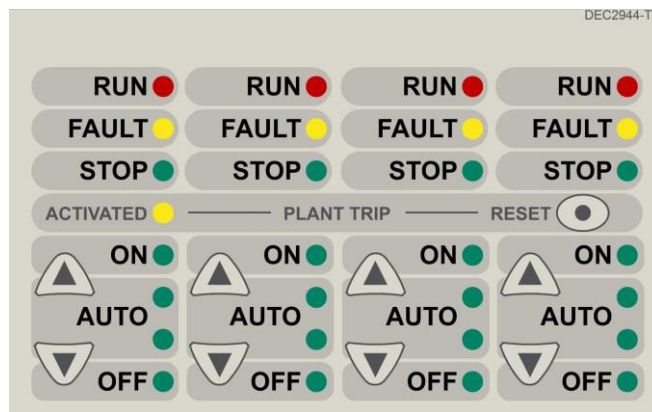 DEC2944-T
RUN RUN RUN RUN
FAULT FAULT FAULT FAULT
STOP STOP STOP STOP
ACTIVATED PLANT TRIP RESET
ON ON ON ON
AUTO AUTO AUTO AUTO
OFF OFF OFF OFF